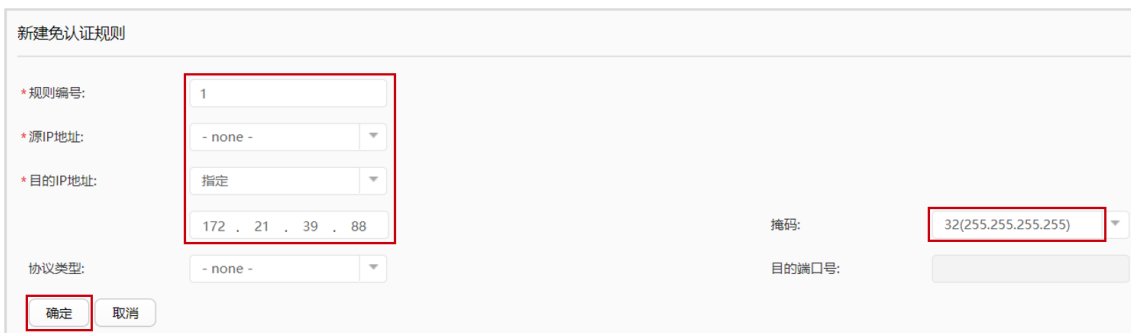 新建免认证规则
*规则编号: 1
*源IP地址: - none -
*目的IP地址: 指定
172 . 21 . 39 . 88 掩码: 32(255.255.255.255)
协议类型: - none - 目的端口号:
确定 取消